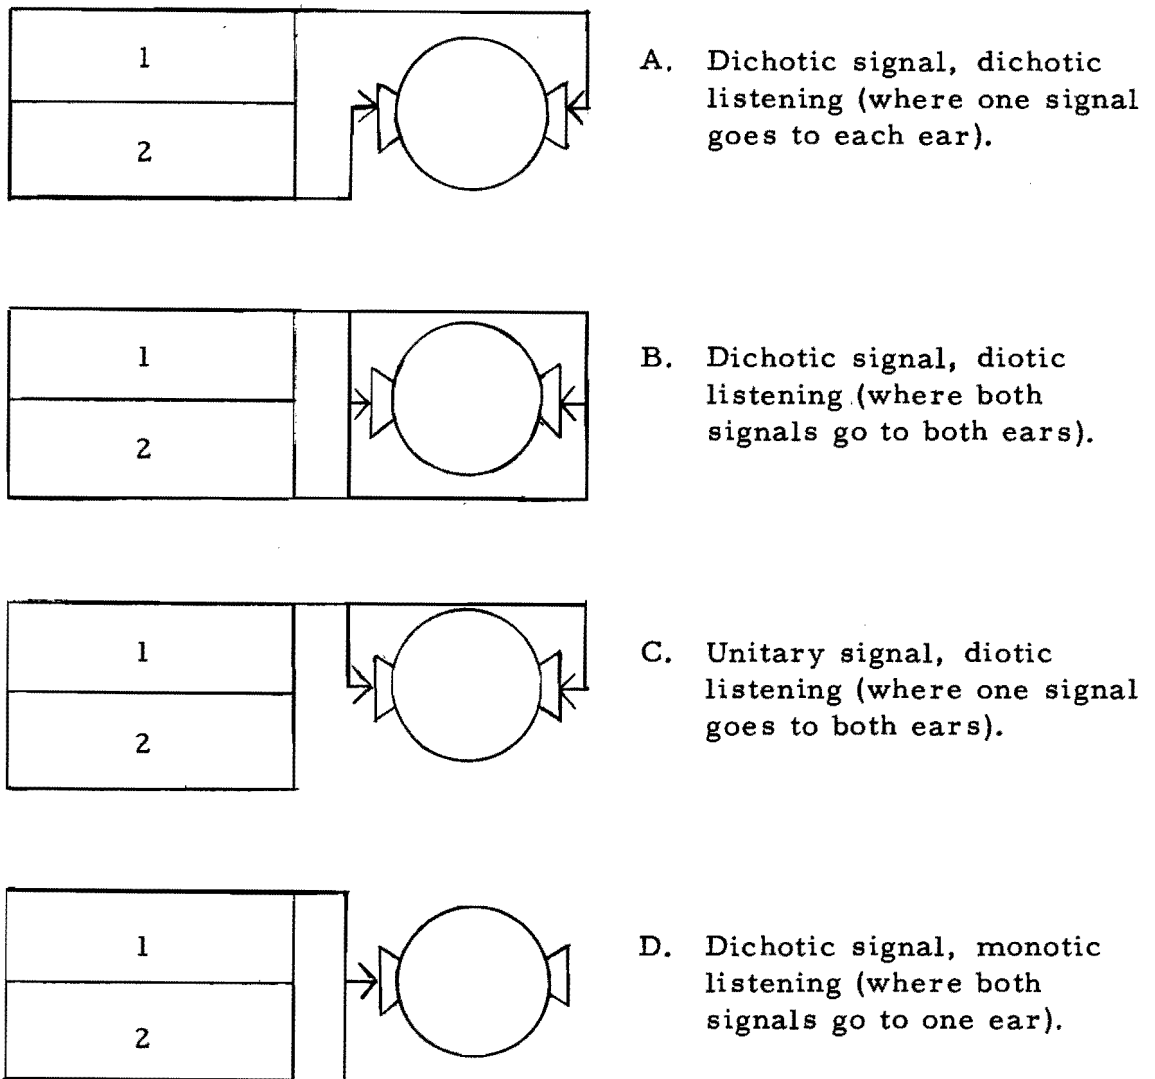 1
2
A. Dichotic signal, dichotic
listening (where one signal
goes to each ear).
1
2
B. Dichotic signal, diotic
listening (where both
signals go to both ears).
1
2
C. Unitary signal, diotic
listening (where one signal
goes to both ears).
1
2
D. Dichotic signal, monotic
listening (where both
signals go to one ear).